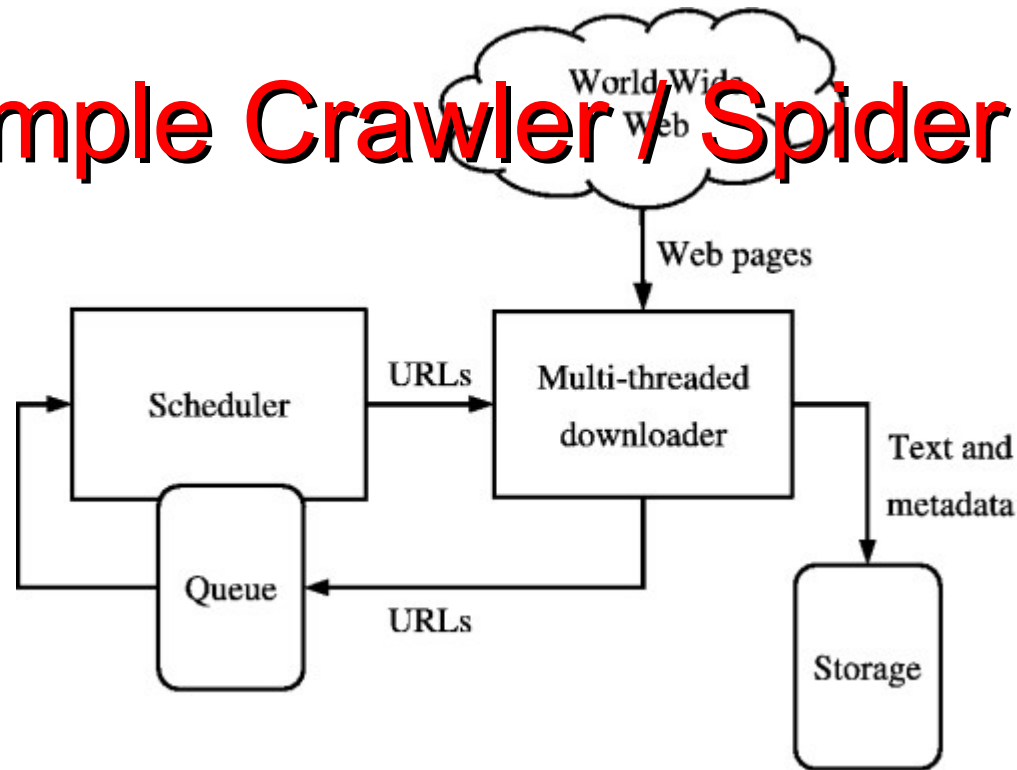 mple Crawler / Spider
World Wide
Web
Web pages
URLs
Scheduler
Multi-threaded
downloader
Text and
metadata
Queue
URLs
Storage